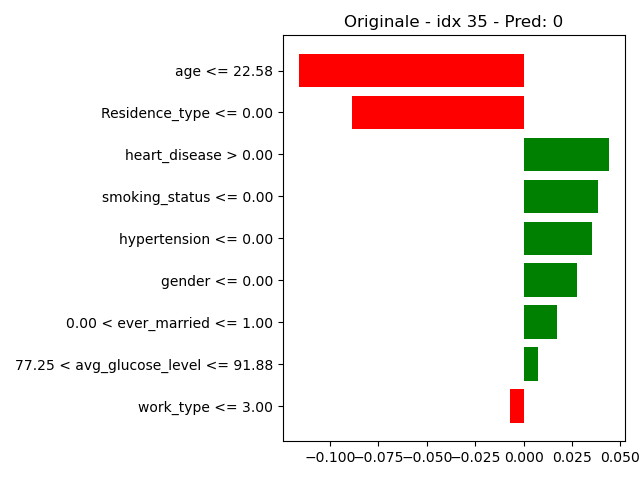 Originale - idx 35 - Pred: 0
age <= 22.58
Residence_type <= 0.00
heart_disease > 0.00
smoking_status <= 0.00
hypertension <= 0.00
gender <= 0.00
0.00 < ever_married <= 1.00
77.25 < avg_glucose_level <= 91.88
work_type <= 3.00
−0.100 −0.075 −0.050 −0.025 0.000 0.025 0.050